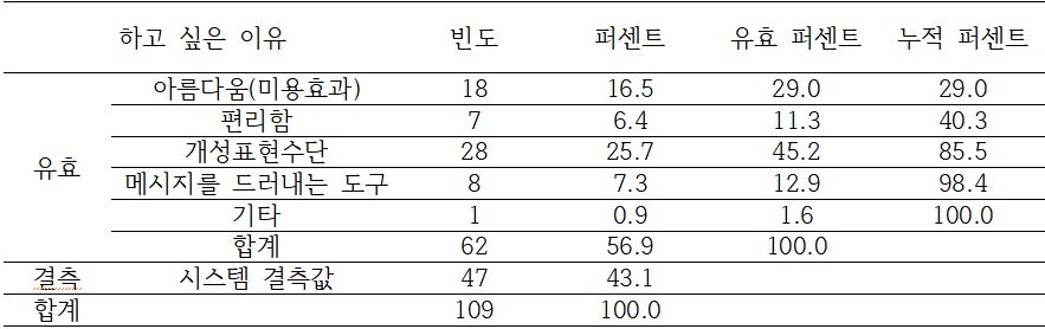 하고 싶은 이유 빈도 퍼센트 유효 퍼센트 누적 퍼센트
유효 아름다움(미용효과) 18 16.5 29.0 29.0
편리함 7 6.4 11.3 40.3
개성표현수단 28 25.7 45.2 85.5
메시지를 드러내는 도구 8 7.3 12.9 98.4
기타 1 0.9 1.6 100.0
합계 62 56.9 100.0
결측 시스템 결측값 47 43.1
합계 109 100.0